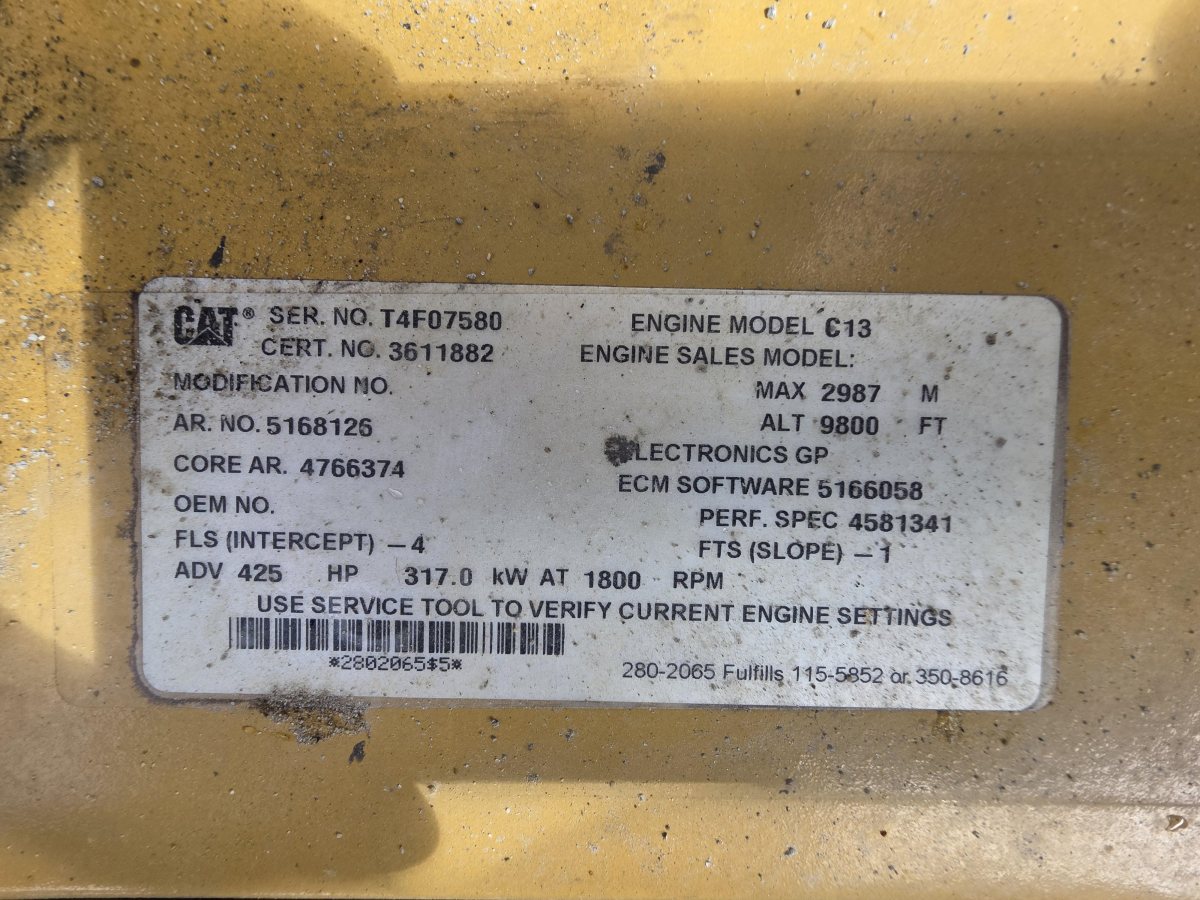 CAT® SER. NO. T4F07580 ENGINE MODEL C13
CERT. NO. 3611882 ENGINE SALES MODEL:
MODIFICATION NO. MAX 2987 M
AR. NO. 5168126 ALT 9800 FT
CORE AR. 4766374 ELECTRONICS GP
OEM NO. ECM SOFTWARE 5166058
PERF. SPEC 4581341
FLS (INTERCEPT) —4 FTS (SLOPE) —1
ADV 425 HP 317.0 kW AT 1800 RPM
USE SERVICE TOOL TO VERIFY CURRENT ENGINE SETTINGS
*2802065$5*
280-2065 Fulfills 115-5852 or 350-8616